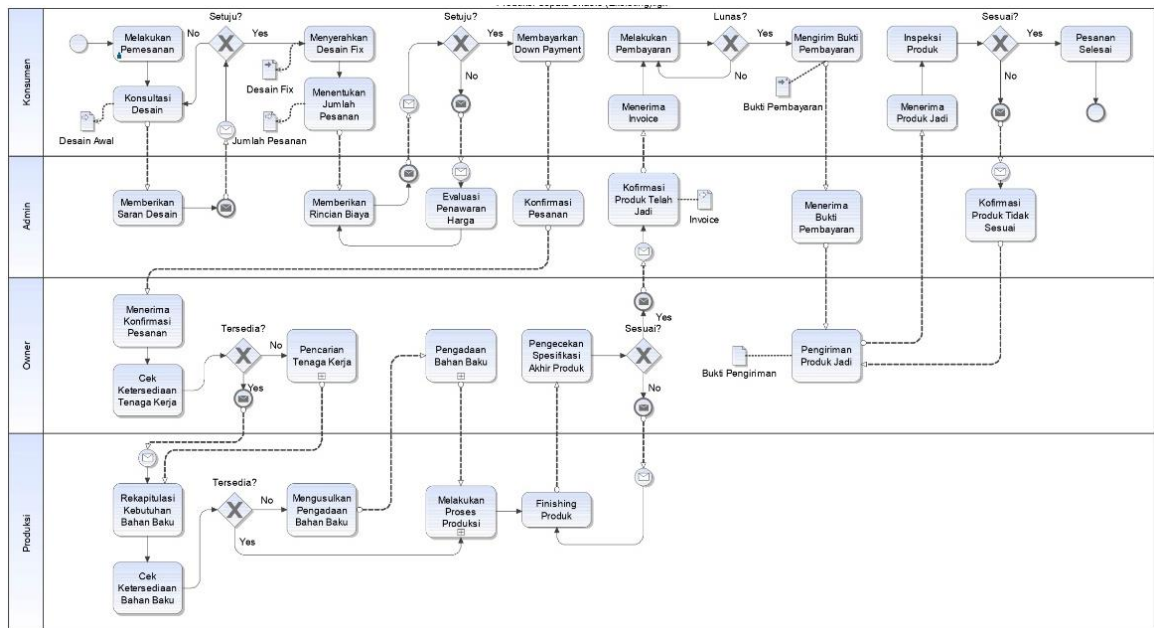 Konsumen
Melakukan
Pemesanan
No
Setuju?
Yes
Menyerahkan
Desain Fix
Setuju?
Yes
No
Membayarkan
Down Payment
Melakukan
Pembayaran
Lunas?
Yes
No
Mengirim Bukti
Pembayaran
Inspeksi
Produk
Sesuai?
Yes
No
Pesanan
Selesai
Konsultasi
Desain
Desain Awal
Desain Fix
Menentukan
Jumlah
Pesanan
Jumlah Pesanan
Menerima
Invoice
Bukti Pembayaran
Menerima
Produk Jadi
Admin
Memberikan
Saran Desain
Memberikan
Rincian Biaya
Evaluasi
Penawaran
Harga
Konfirmasi
Pesanan
Kofirmasi
Produk Telah
Jadi
Invoice
Menerima
Bukti
Pembayaran
Kofirmasi
Produk Tidak
Sesuai
Owner
Menerima
Konfirmasi
Pesanan
Cek
Ketersediaan
Tenaga Kerja
Tersedia?
No
Yes
Pencarian
Tenaga Kerja
Pengadaan
Bahan Baku
Pengecekan
Spesifikasi
Akhir Produk
Yes
Sesuai?
No
Bukti Pengiriman
Pengiriman
Produk Jadi
Produksi
Rekapitulasi
Kebutuhan
Bahan Baku
Cek
Ketersediaan
Bahan Baku
Tersedia?
No
Yes
Mengusulkan
Pengadaan
Bahan Baku
Melakukan
Proses
Produksi
Finishing
Produk